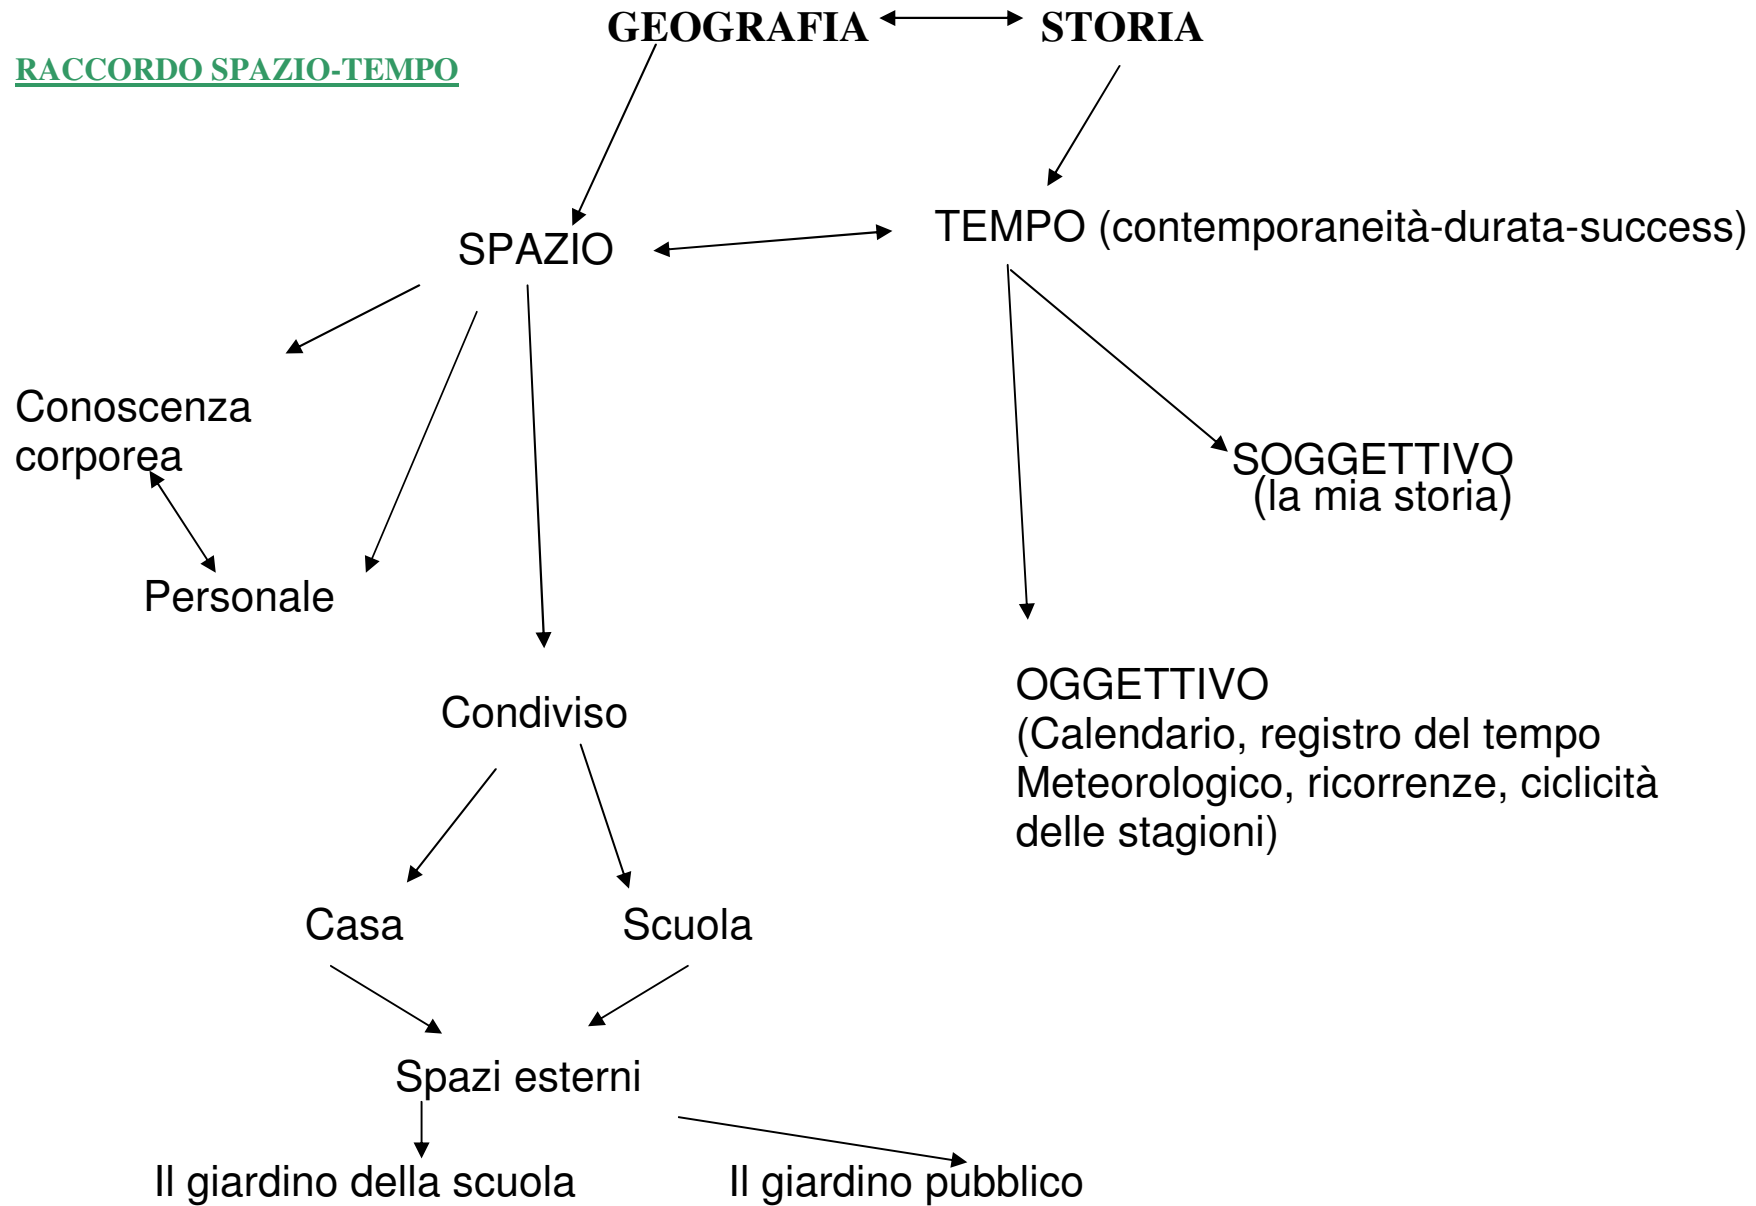 GEOGRAFIA STORIA
RACCORDO SPAZIO-TEMPO
TEMPO (contemporaneità-durata-success)
SPAZIO
Conoscenza
corporea
SOGGETTIVO
(la mia storia)
Personale
Condiviso
OGGETTIVO
(Calendario, registro del tempo
Meteorologico, ricorrenze, ciclicità
delle stagioni)
Casa
Scuola
Spazi esterni
Il giardino della scuola
Il giardino pubblico